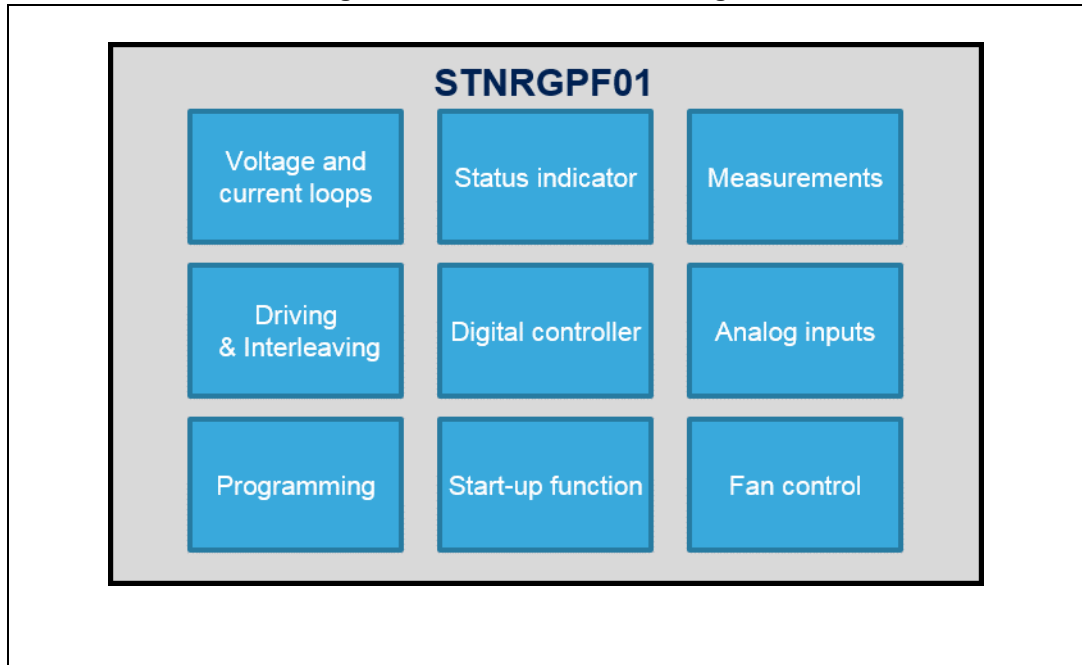 STNRGPF01
Voltage and
current loops
Status indicator
Measurements
Driving
& Interleaving
Digital controller
Analog inputs
Programming
Start-up function
Fan control